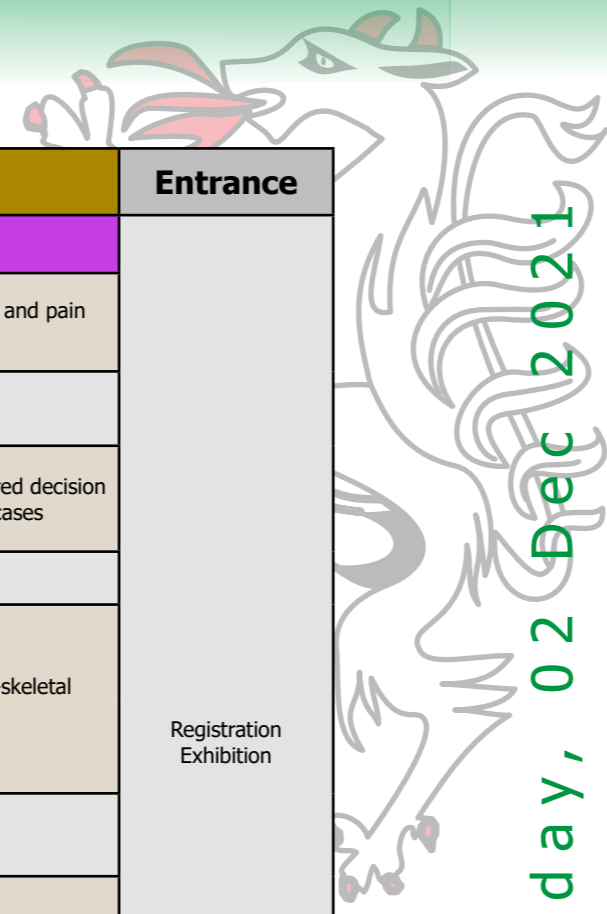 Entrance
and pain
ed decision
cases
skeletal
Registration
Exhibition
day, 02 Dec 2021